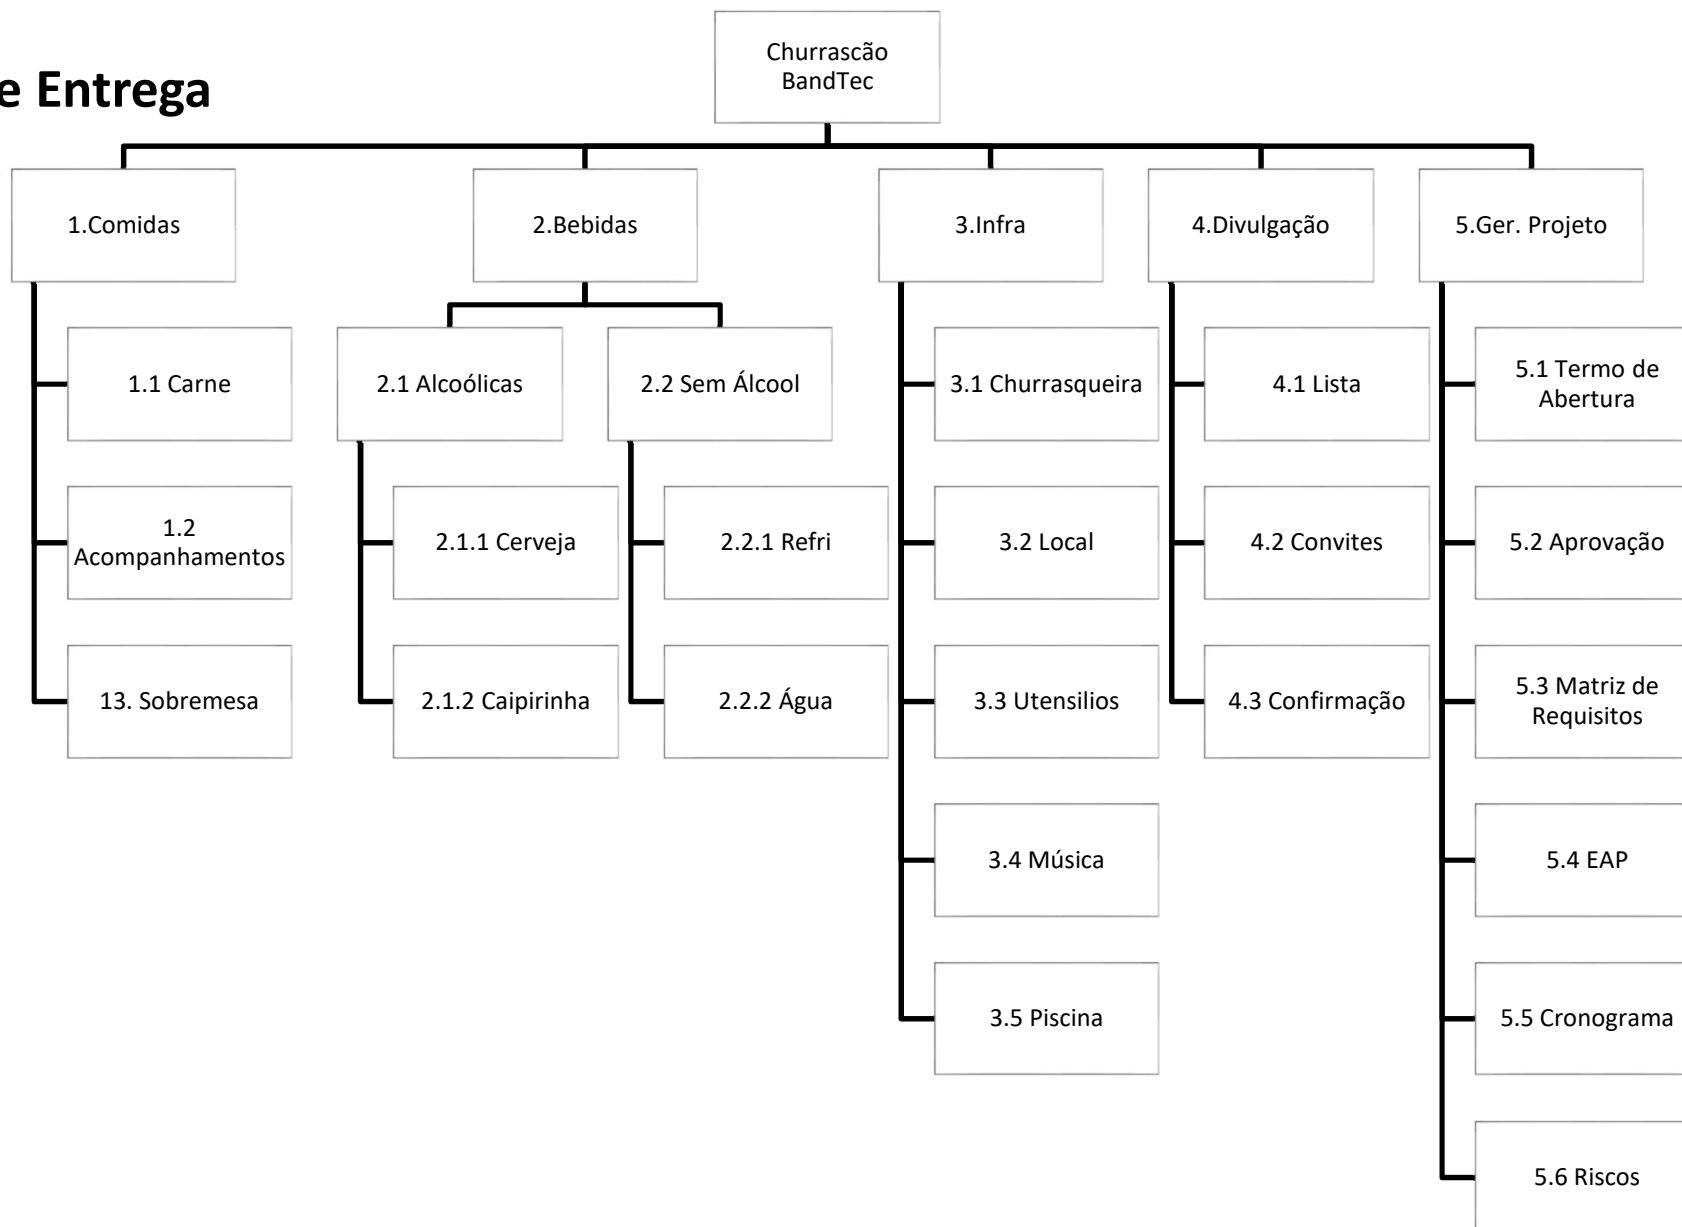 e Entrega
Churrascão
BandTec
1.Comidas
2.Bebidas
3.Infra
4.Divulgação
5.Ger. Projeto
1.1 Carne
2.1 Alcoólicas
2.2 Sem Álcool
3.1 Churrasqueira
4.1 Lista
5.1 Termo de
Abertura
1.2
Acompanhamentos
2.1.1 Cerveja
2.2.1 Refri
3.2 Local
4.2 Convites
5.2 Aprovação
13. Sobremesa
2.1.2 Caipirinha
2.2.2 Água
3.3 Utensilios
4.3 Confirmação
5.3 Matriz de
Requisitos
3.4 Música
5.4 EAP
3.5 Piscina
5.5 Cronograma
5.6 Riscos